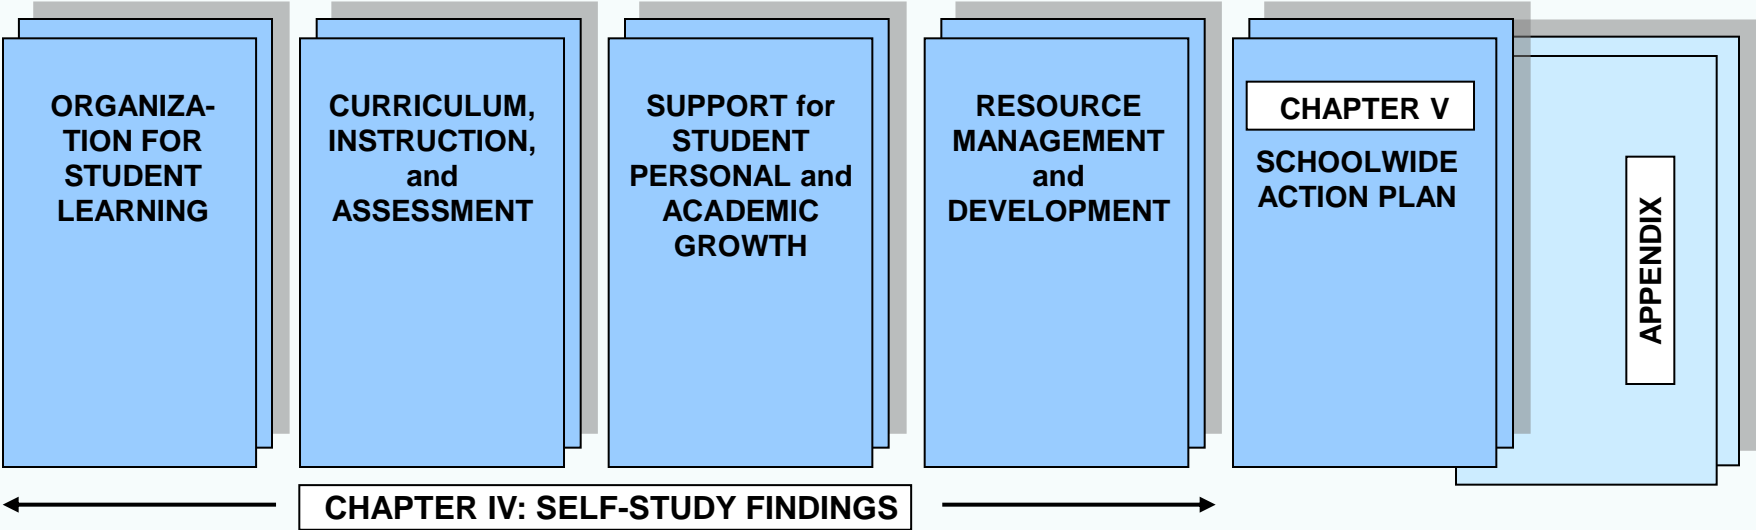 ORGANIZA-
TION FOR
STUDENT
LEARNING
CURRICULUM,
INSTRUCTION,
and
ASSESSMENT
SUPPORT for
STUDENT
PERSONAL and
ACADEMIC
GROWTH
RESOURCE
MANAGEMENT
and
DEVELOPMENT
CHAPTER V
SCHOOLWIDE
ACTION PLAN
APPENDIX
CHAPTER IV: SELF-STUDY FINDINGS